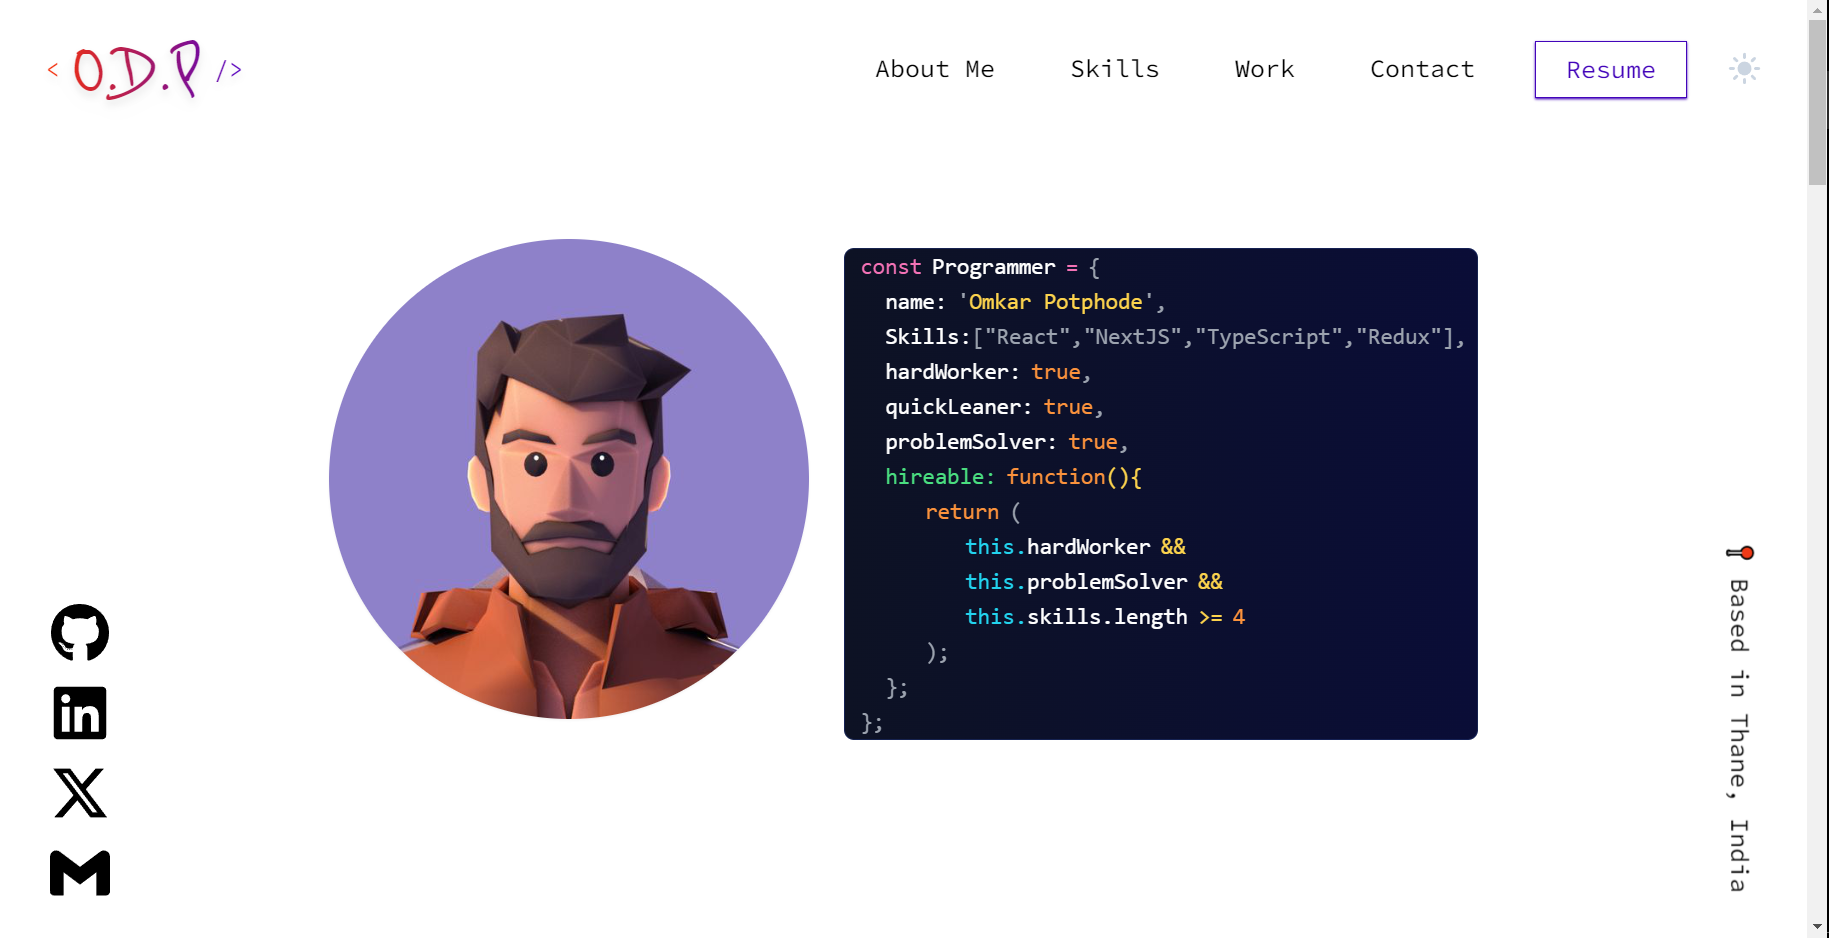 < O.D.P />
About Me
Skills
Work
Contact
Resume
const Programmer = {
name: 'Omkar Potphode',
Skills:["React","NextJS","TypeScript","Redux"],
hardWorker: true,
quickLeaner: true,
problemSolver: true,
hireable: function(){
return (
this.hardWorker &&
this.problemSolver &&
this.skills.length >= 4
);
};
};
in
Based in Thane, India